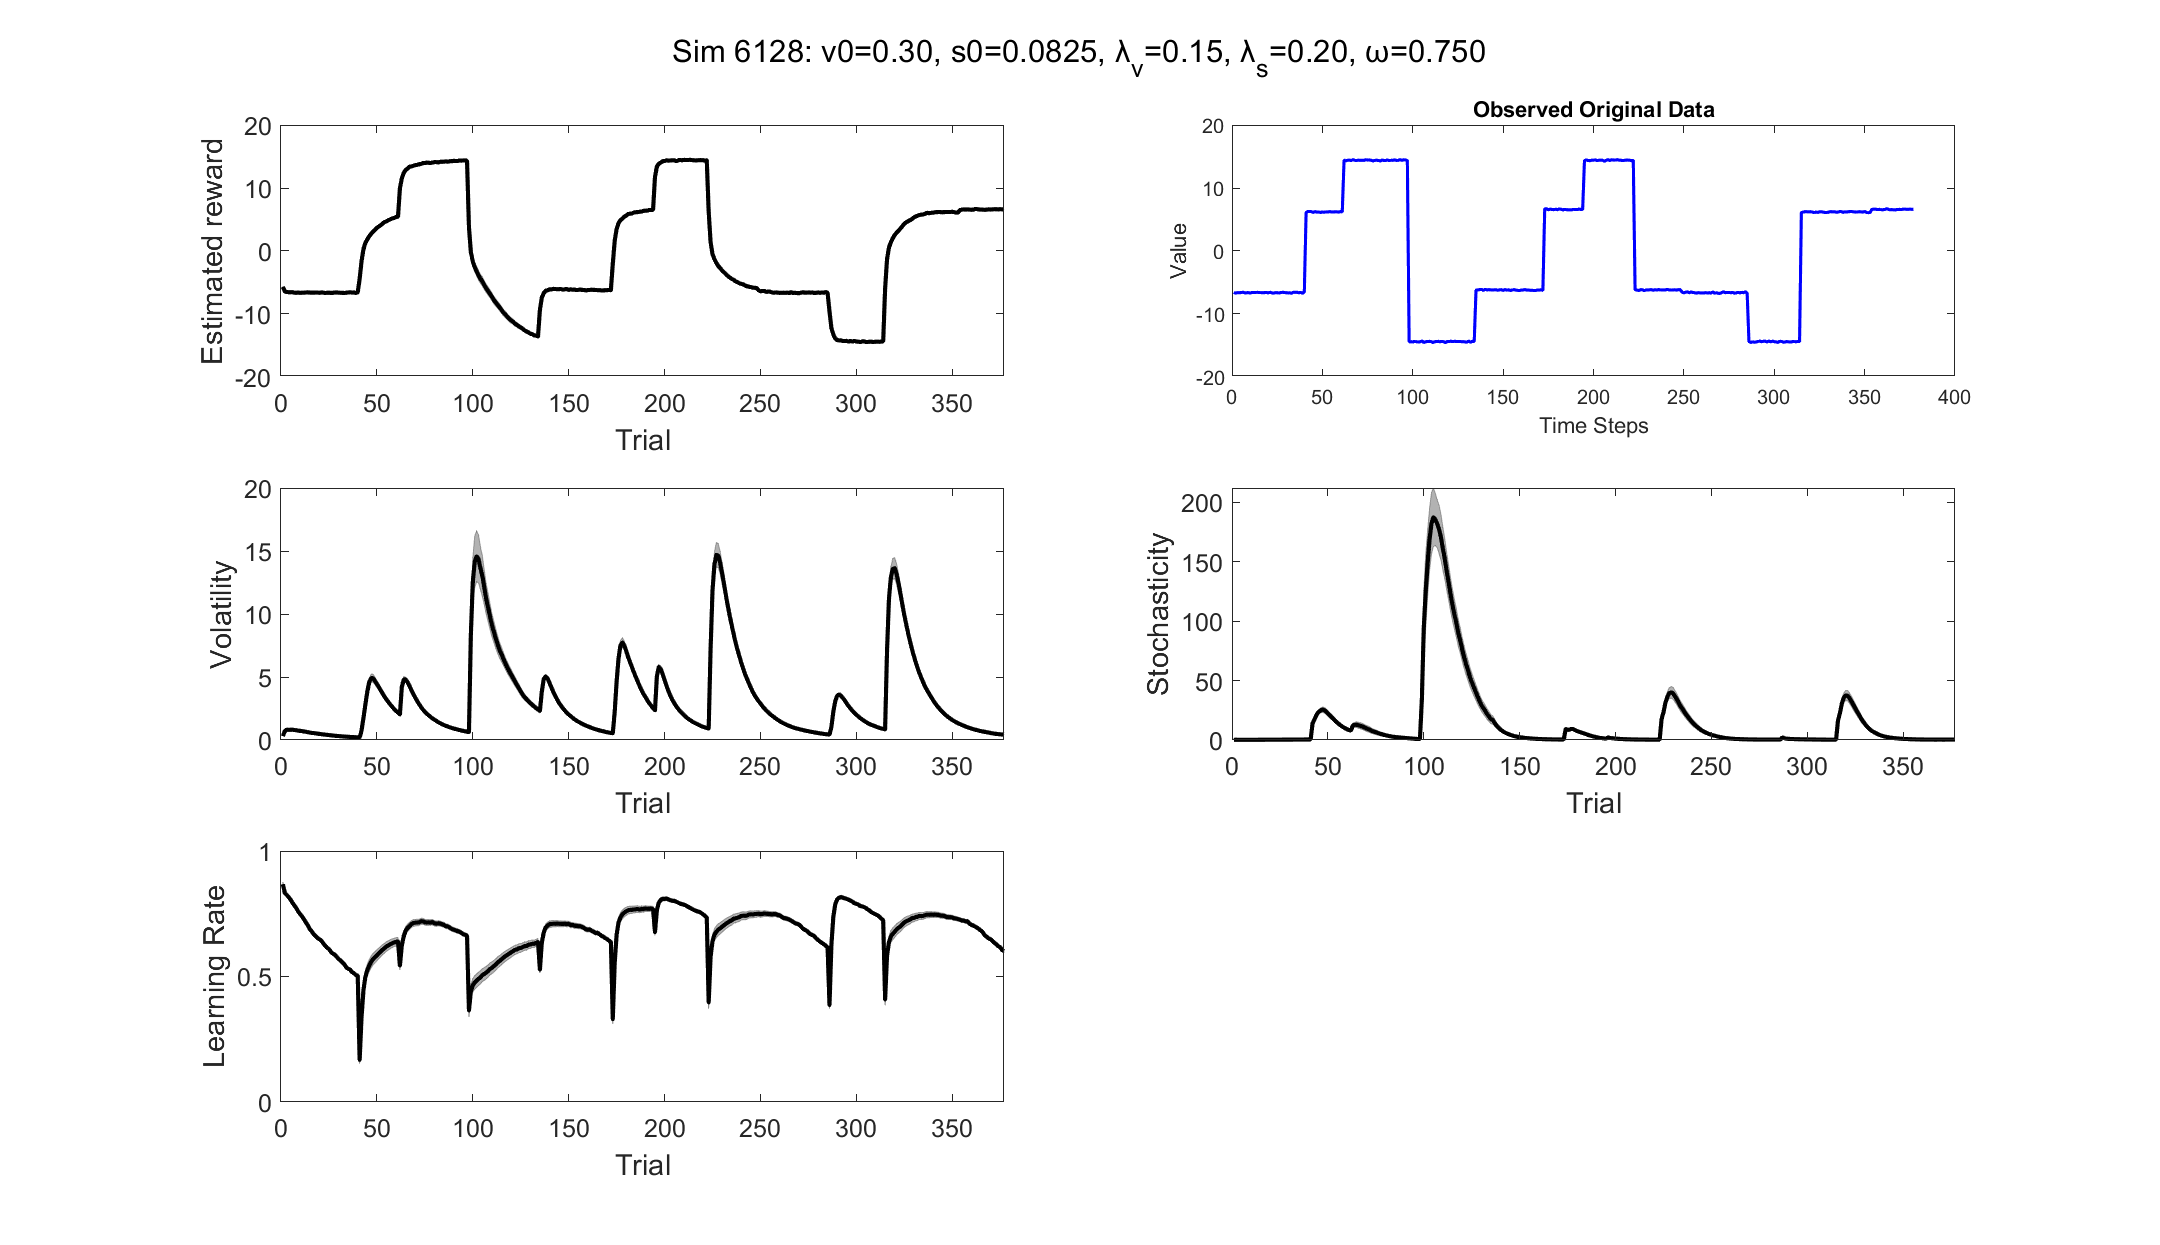 Sim 6128: v0=0.30, s0=0.0825, λv=0.15, λs=0.20, ω=0.750
20
10
0
-10
-20
Estimated reward
0 50 100 150 200 250 300 350
Trial
Observed Original Data
20
10
0
-10
-20
Value
0 50 100 150 200 250 300 350 400
Time Steps
20
15
10
5
0
Volatility
0 50 100 150 200 250 300 350
Trial
200
150
100
50
0
Stochasticity
0 50 100 150 200 250 300 350
Trial
1
0.5
0
Learning Rate
0 50 100 150 200 250 300 350
Trial